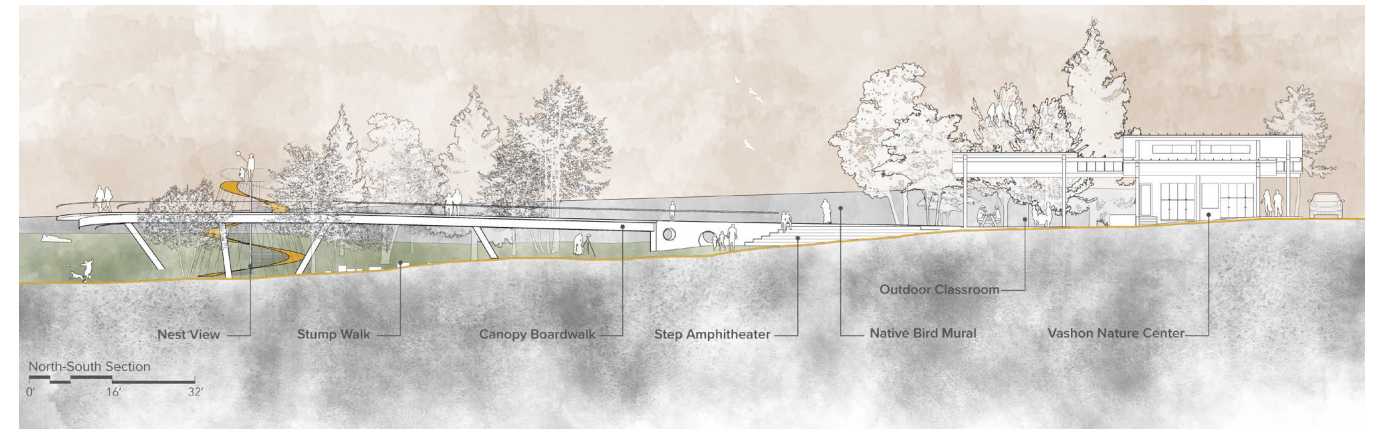 Outdoor Classroom
Nest View
Stump Walk
Canopy Boardwalk
Step Amphitheater
Native Bird Mural
Vashon Nature Center
North-South Section
0' 16' 32'